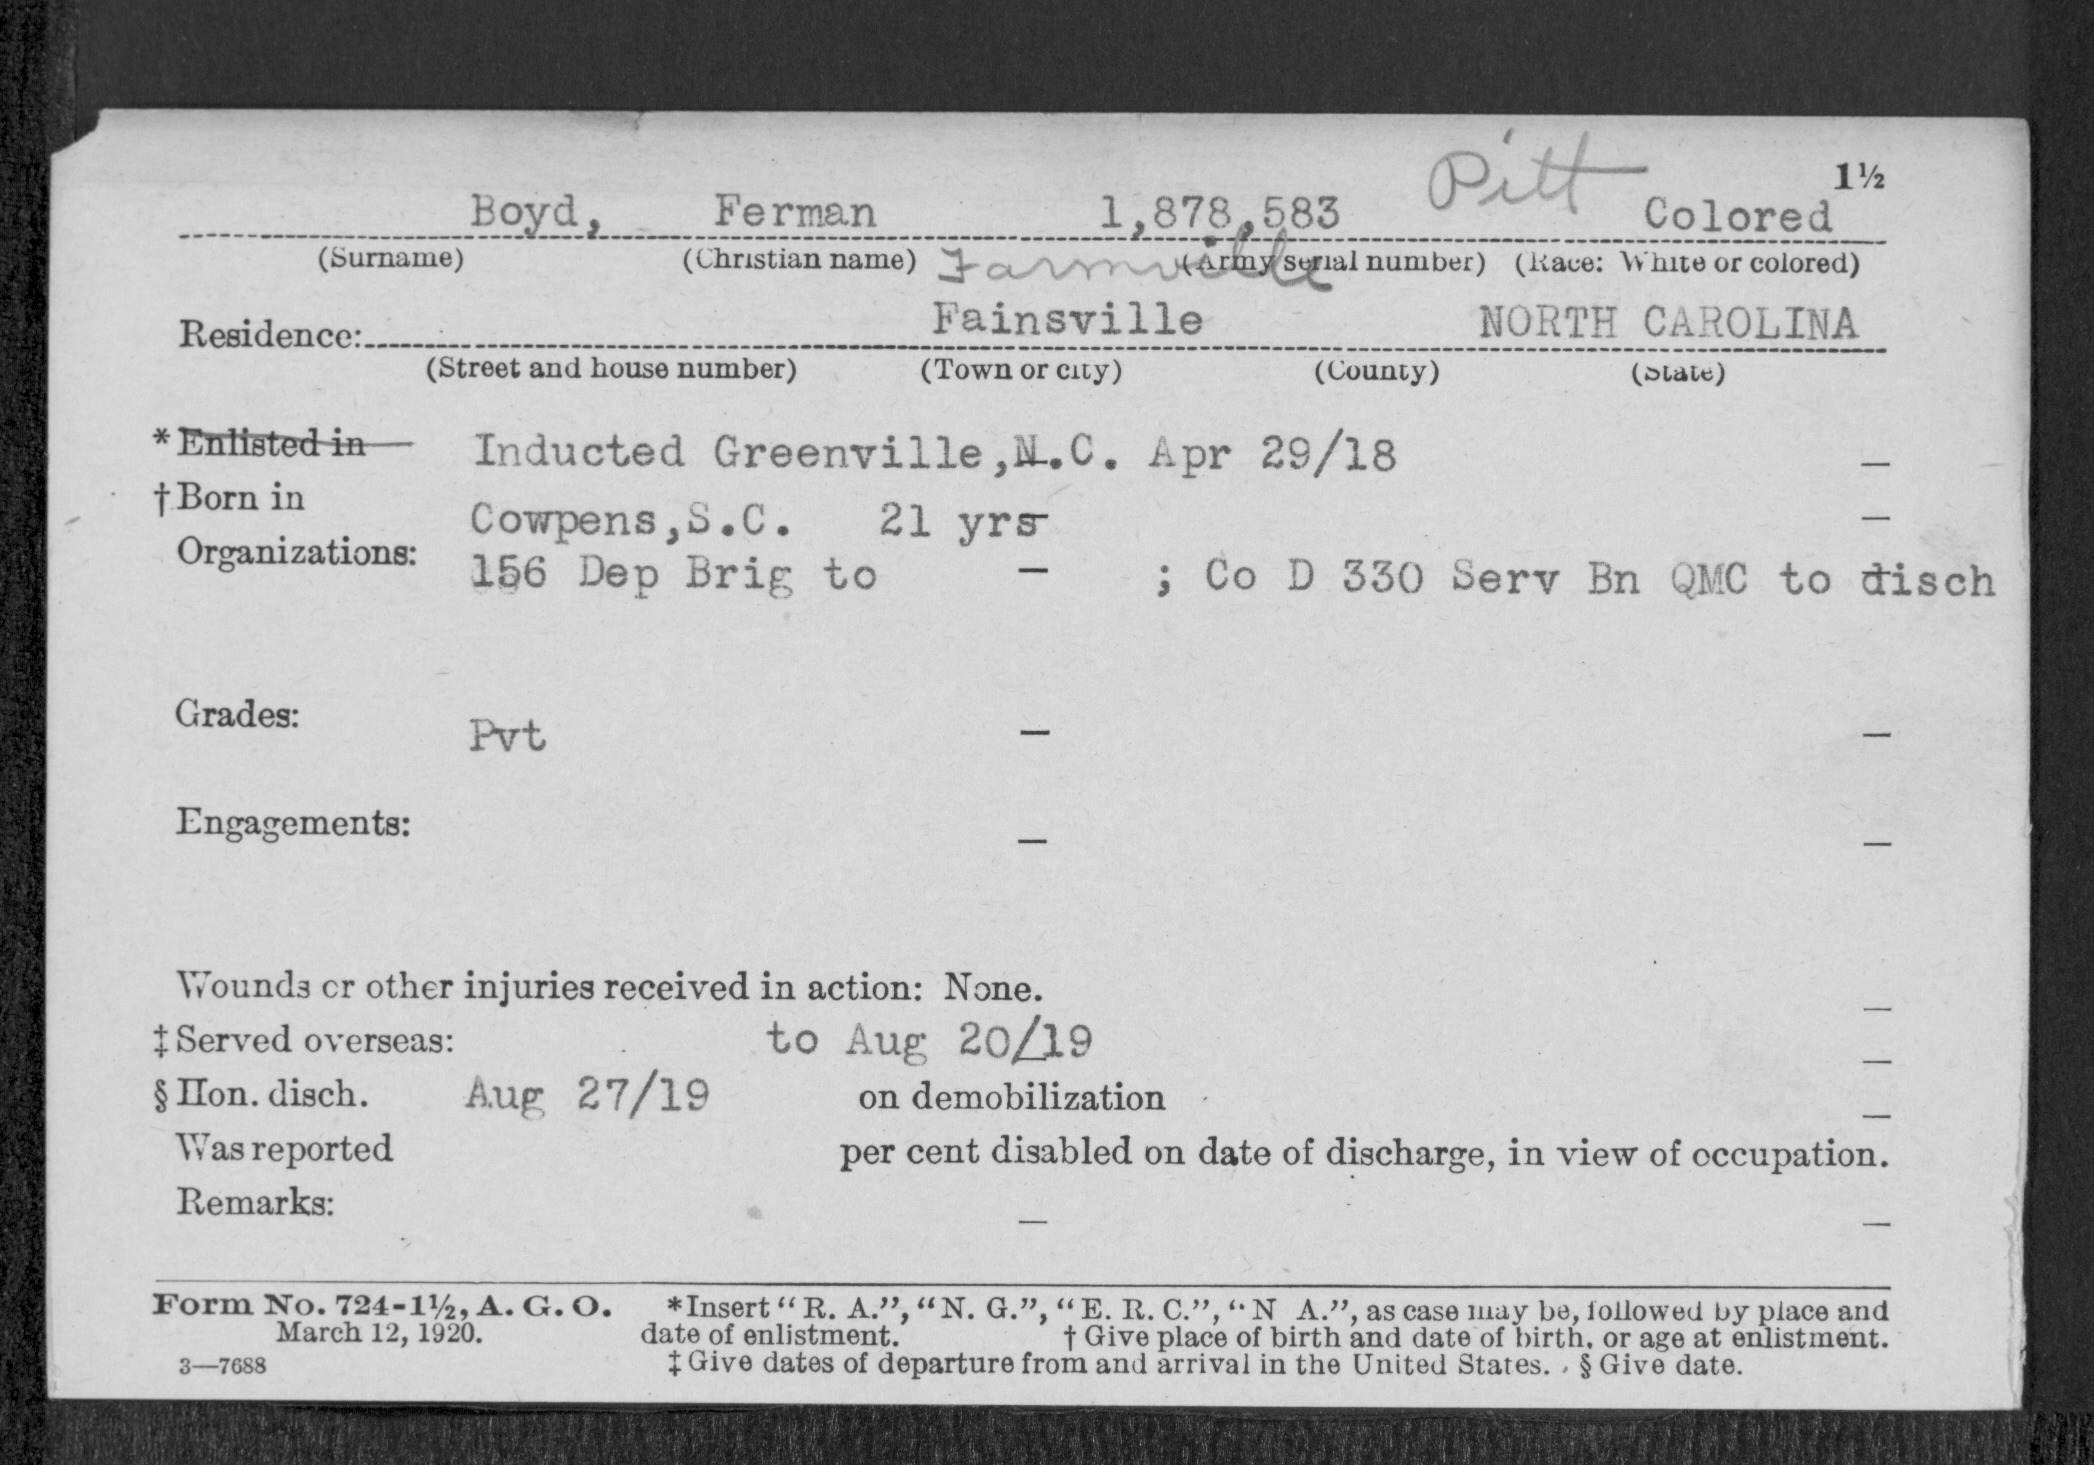 Pitt 1½
Boyd, Ferman 1,878,583 Colored
(Surname) (Christian name) (Army serial number) (Race: White or colored)
Farmville
Residence: Fainsville NORTH CAROLINA
(Street and house number) (Town or city) (County) (State)
* Enlisted in Inducted Greenville,N.C. Apr 29/18 —
† Born in Cowpens,S.C. 21 yrs —
Organizations: 156 Dep Brig to — ; Co D 330 Serv Bn QMC to disch
Grades: Pvt — —
Engagements: — —
Wounds or other injuries received in action: None. —
‡ Served overseas: to Aug 20/19 —
§ Hon. disch. Aug 27/19 on demobilization —
Was reported per cent disabled on date of discharge, in view of occupation.
Remarks: — —
Form No. 724-1½, A. G. O. *Insert "R. A.", "N. G.", "E. R. C.", "N A.", as case may be, followed by place and
March 12, 1920. date of enlistment. † Give place of birth and date of birth, or age at enlistment.
3—7688 ‡ Give dates of departure from and arrival in the United States. § Give date.